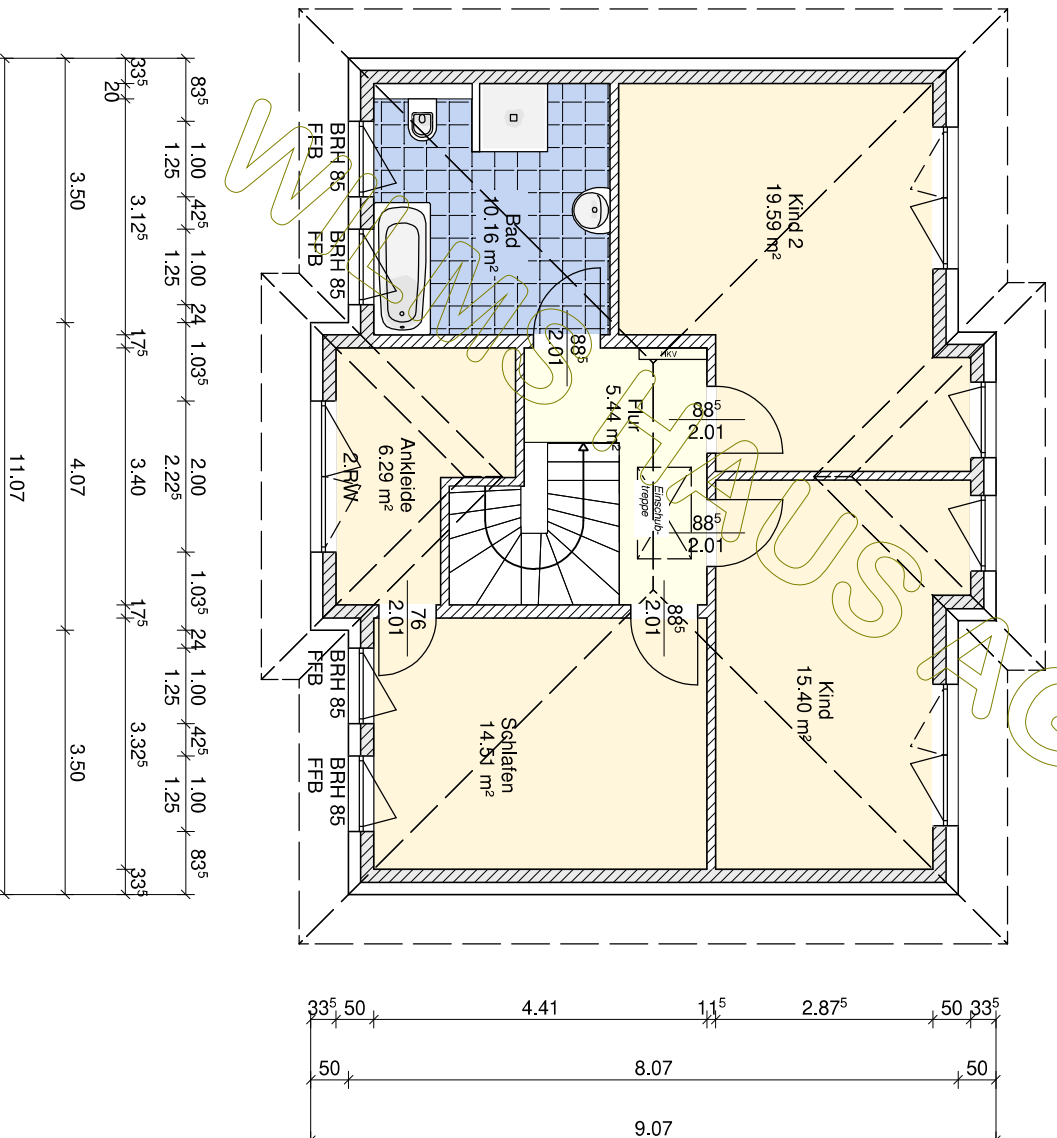 Bad
10.16 m²
Kind 2
19.59 m²
Flur
5.44 m²
HKV
Ankleide
6.29 m²
2.RW
Einschub-
treppe
Schlafen
14.51 m²
Kind
15.40 m²
88⁵
2.01
88⁵
2.01
88⁵
2.01
88⁵
2.01
76
2.01
BRH 85
FFB
BRH 85
FFB
BRH 85
FFB
BRH 85
FFB
83⁵ 1.00 42⁵ 1.00 24 1.03⁵ 2.00 1.03⁵ 24 1.00 42⁵ 1.00 83⁵
1.25 1.25 2.22⁵ 1.25 1.25
33⁵ 20 3.12⁵ 17⁵ 3.40 17⁵ 3.32⁵ 33⁵
3.50 4.07 3.50
11.07
33⁵ 50 4.41 11⁵ 2.87⁵ 50 33⁵
50 8.07 50
9.07